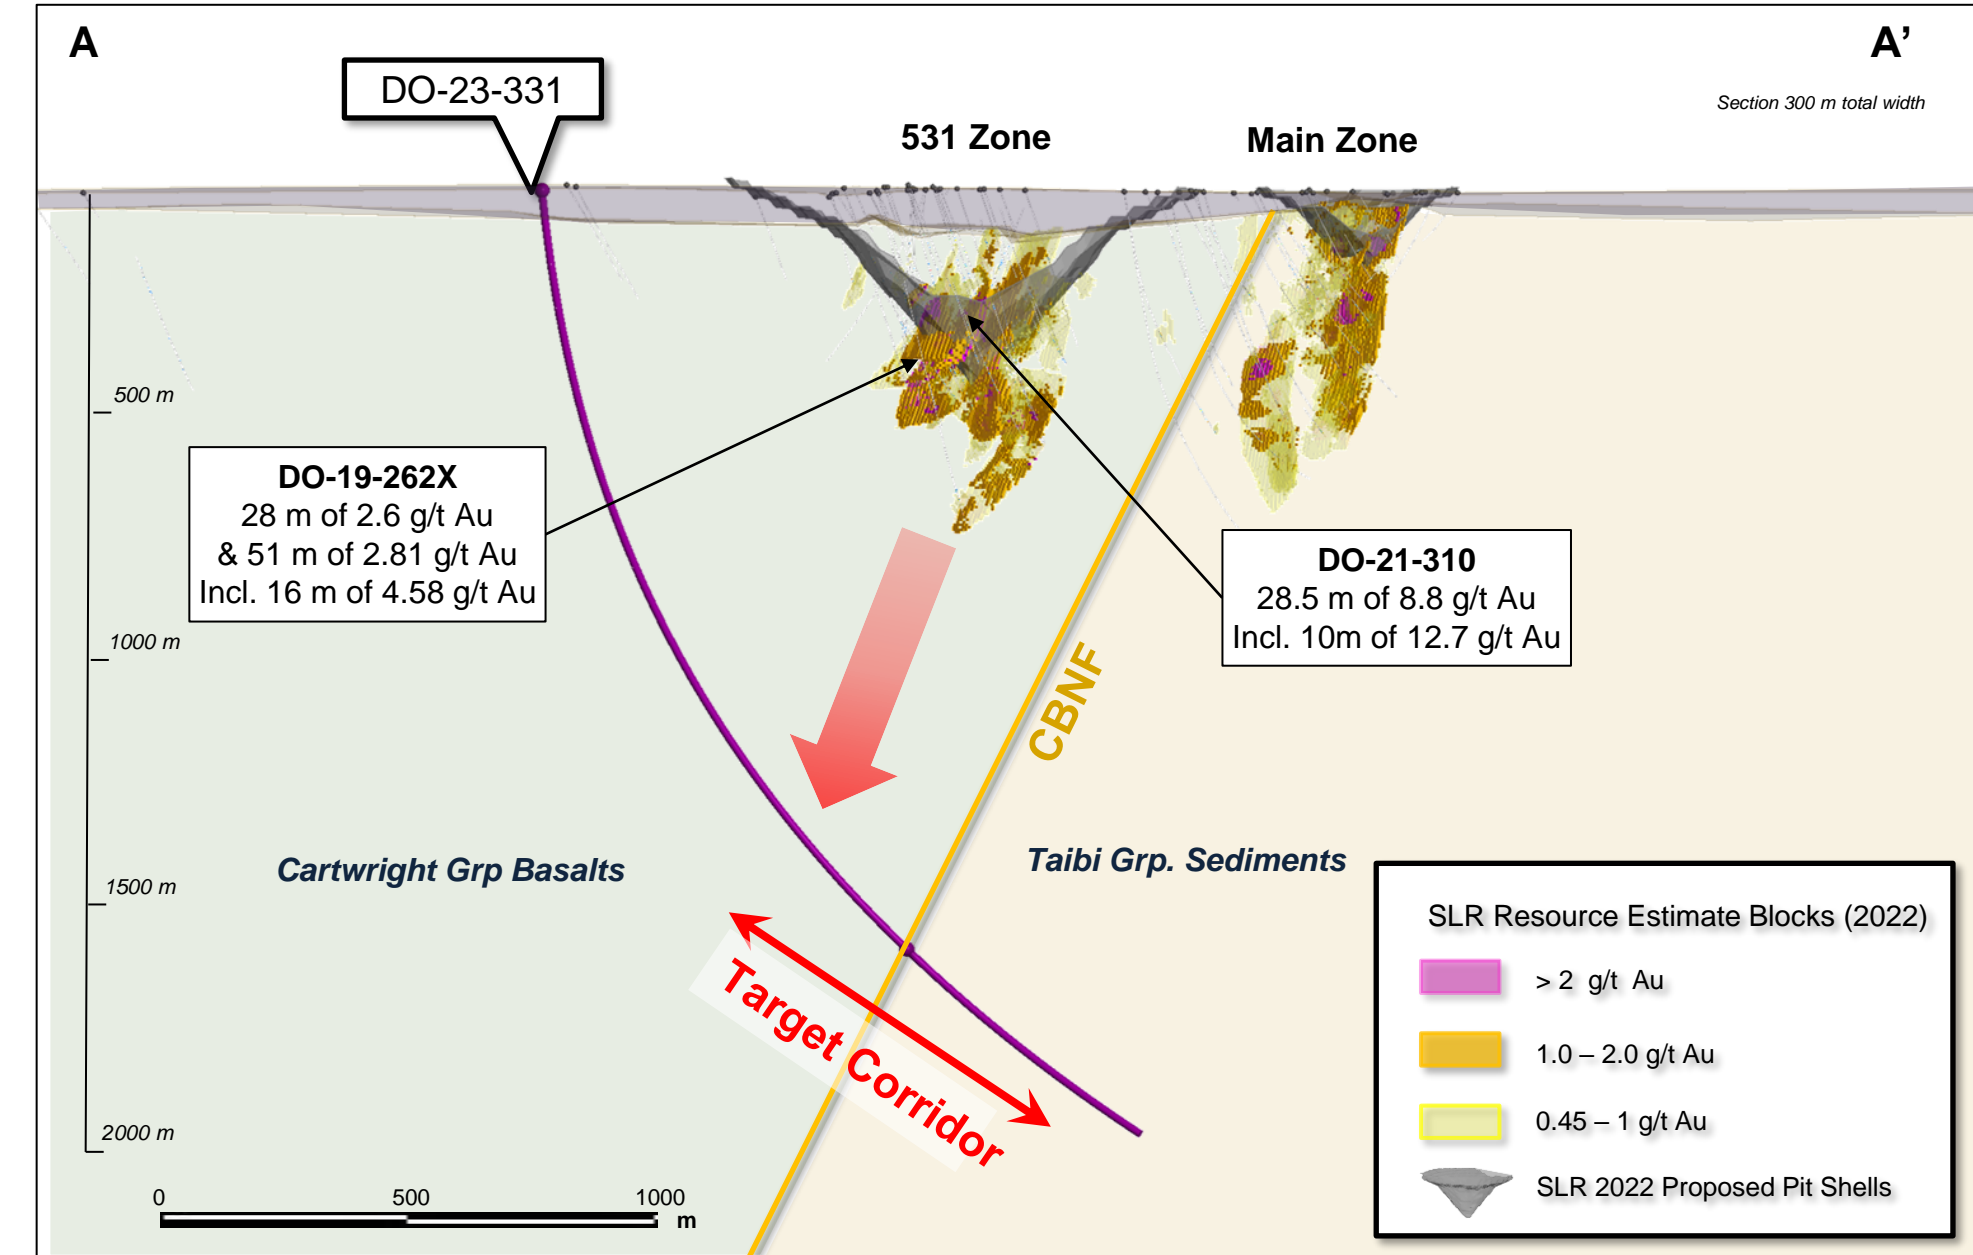 A
A’
DO-23-331
Section 300 m total width
531 Zone
Main Zone
500 m
DO-19-262X
28 m of 2.6 g/t Au
& 51 m of 2.81 g/t Au
Incl. 16 m of 4.58 g/t Au
DO-21-310
28.5 m of 8.8 g/t Au
Incl. 10m of 12.7 g/t Au
1000 m
CBNF
Cartwright Grp Basalts
Taibi Grp. Sediments
1500 m
Target Corridor
2000 m
0 500 1000
m
SLR Resource Estimate Blocks (2022)
> 2 g/t Au
1.0 – 2.0 g/t Au
0.45 – 1 g/t Au
SLR 2022 Proposed Pit Shells